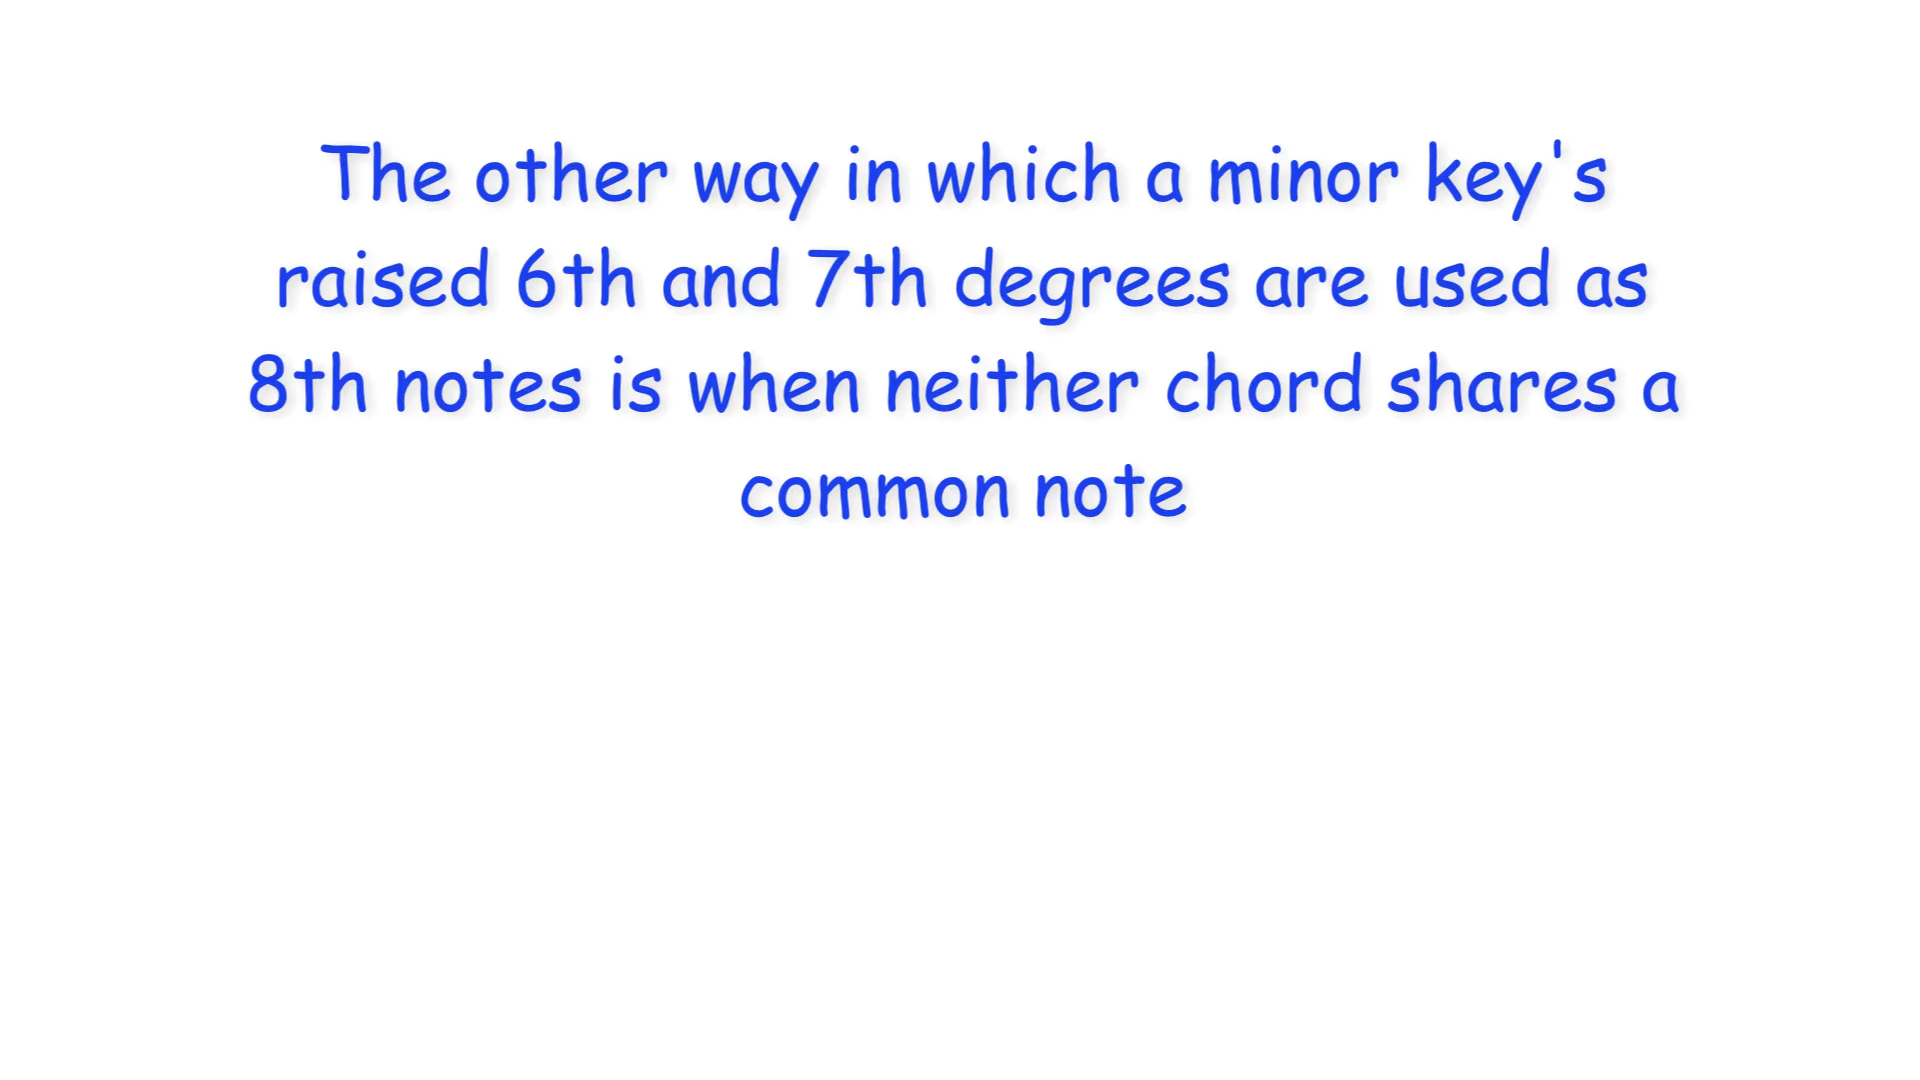 The other way in which a minor key's
raised 6th and 7th degrees are used as
8th notes is when neither chord shares a
common note